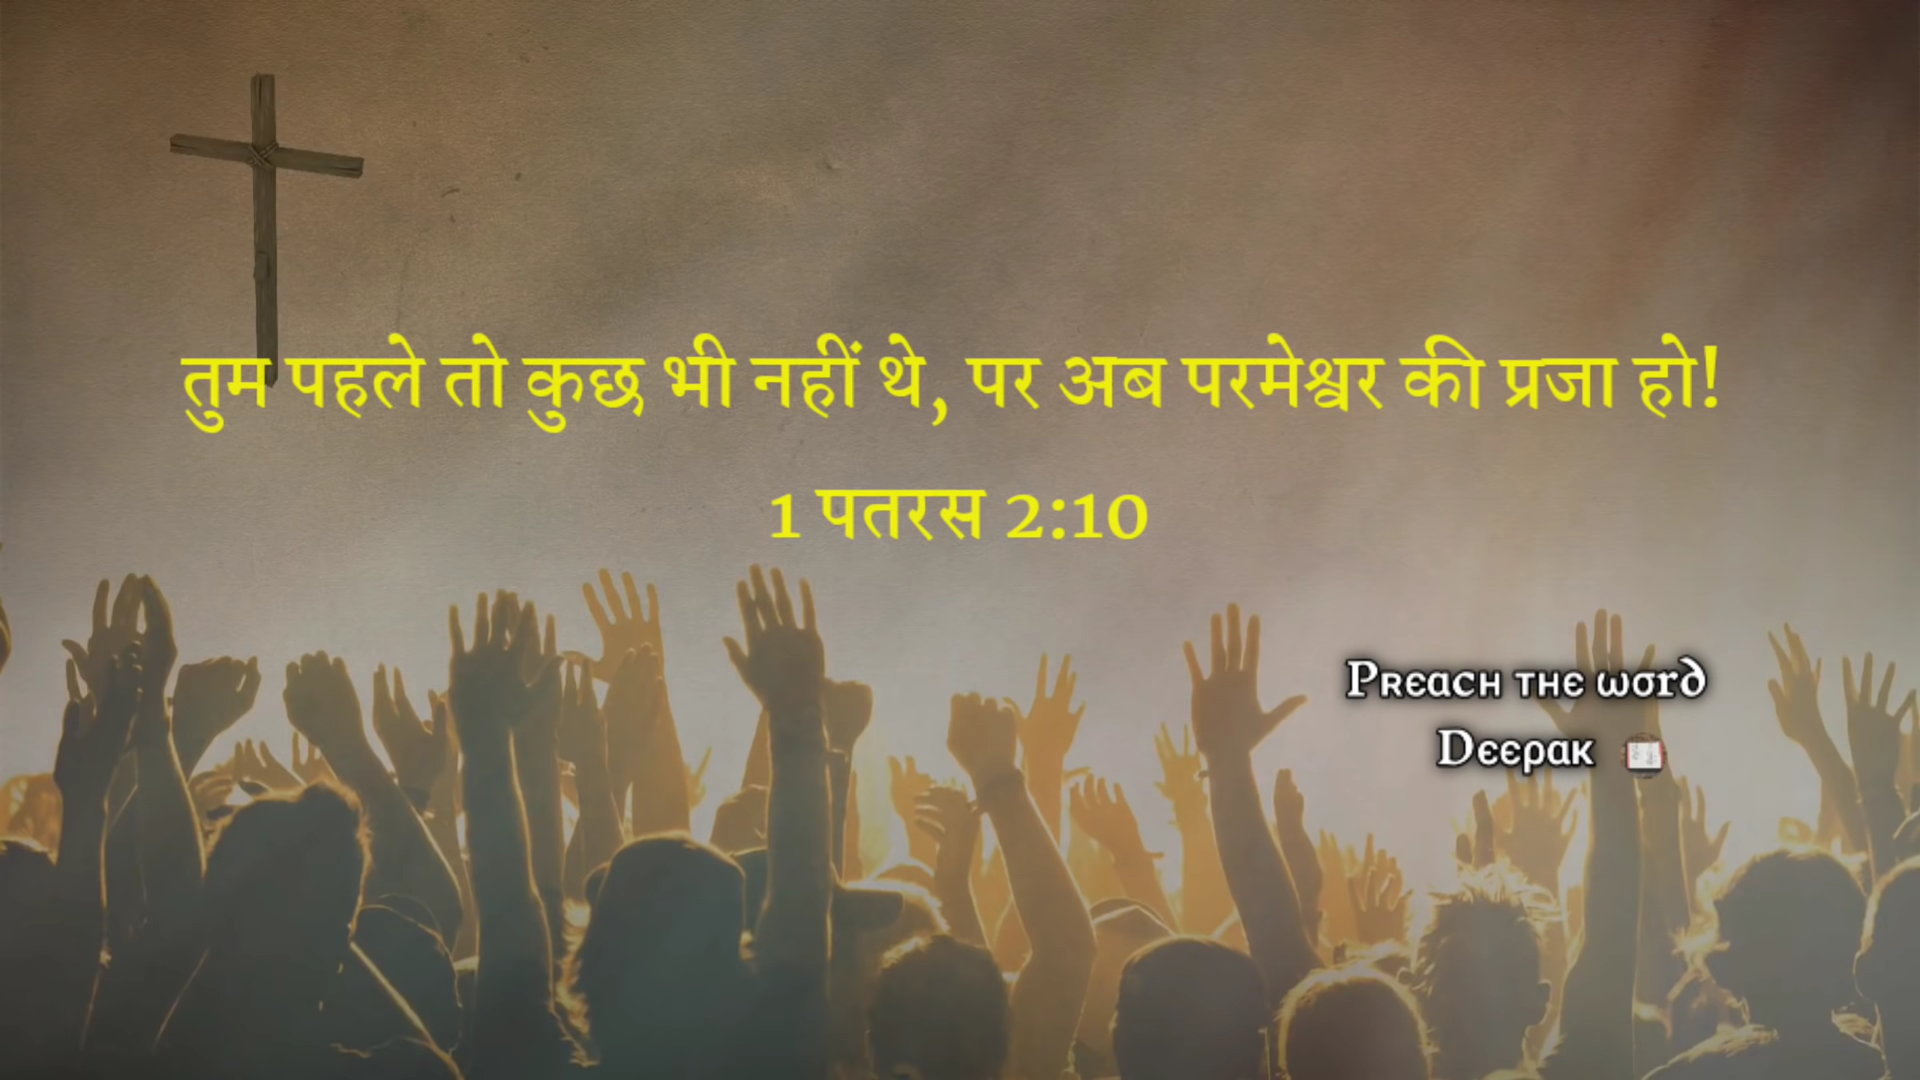 तुम पहले तो कुछ भी नहीं थे, पर अब परमेश्वर की प्रजा हो!
1 पतरस 2:10
Preach the word
Deepak